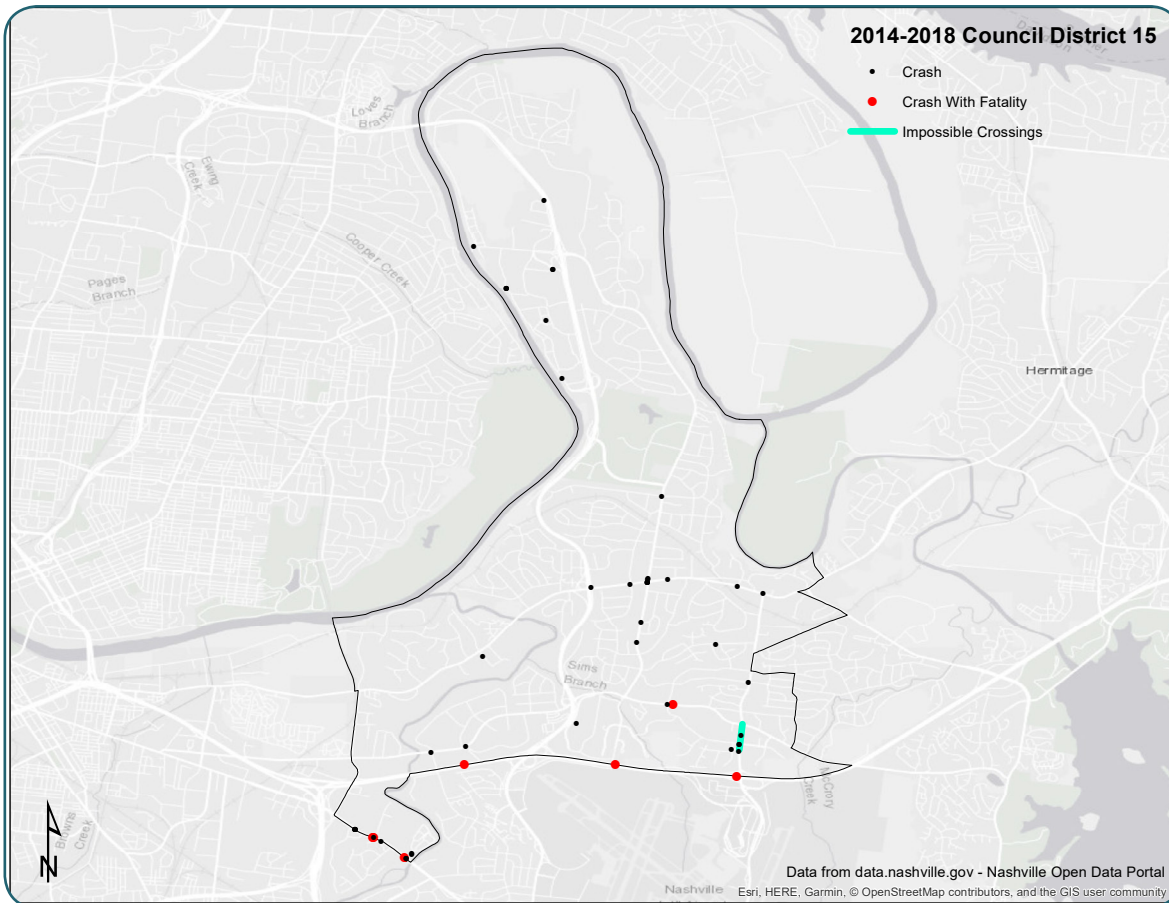 2014-2018 Council District 15
Crash
Crash With Fatality
Impossible Crossings
Loves
Branch
Ewing
Creek
Cooper Creek
Pages
Branch
Hermitage
Sims
Branch
McCrory
Creek
Browns
Creek
N
Nashville
Data from data.nashville.gov - Nashville Open Data Portal
Esri, HERE, Garmin, © OpenStreetMap contributors, and the GIS user community